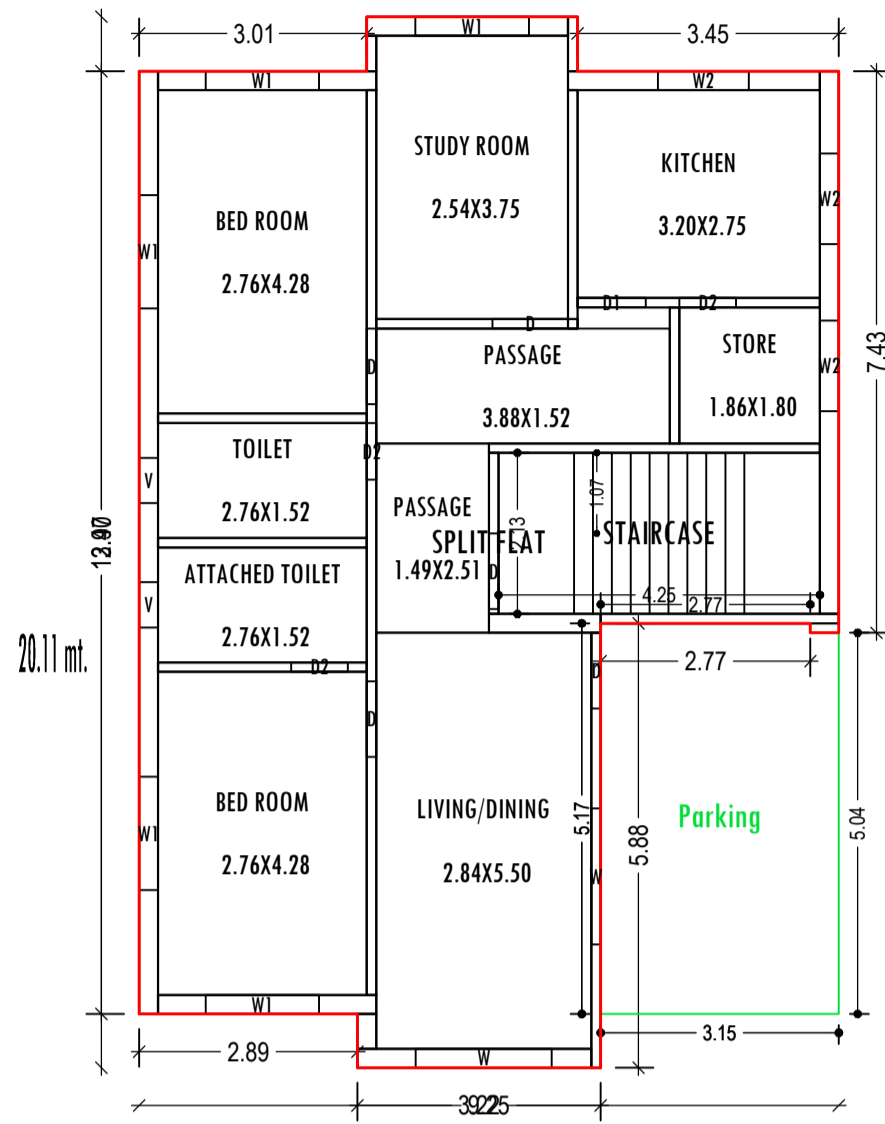 W1
3.01
3.45
W1
W2
STUDY ROOM
2.54X3.75
KITCHEN
3.20X2.75
BED ROOM
2.76X4.28
W1
W2
D1
D2
D
PASSAGE
3.88X1.52
STORE
1.86X1.80
W2
7.43
D
TOILET
2.76X1.52
D2
V
PASSAGE
1.49X2.51
SPLIT FLAT
STAIRCASE
1.07
D
4.25
2.77
ATTACHED TOILET
2.76X1.52
V
D2
20.11 mt.
2.77
D
D
BED ROOM
2.76X4.28
W1
LIVING/DINING
2.84X5.50
5.17
5.88
W
Parking
5.04
W1
W
2.89
3.15